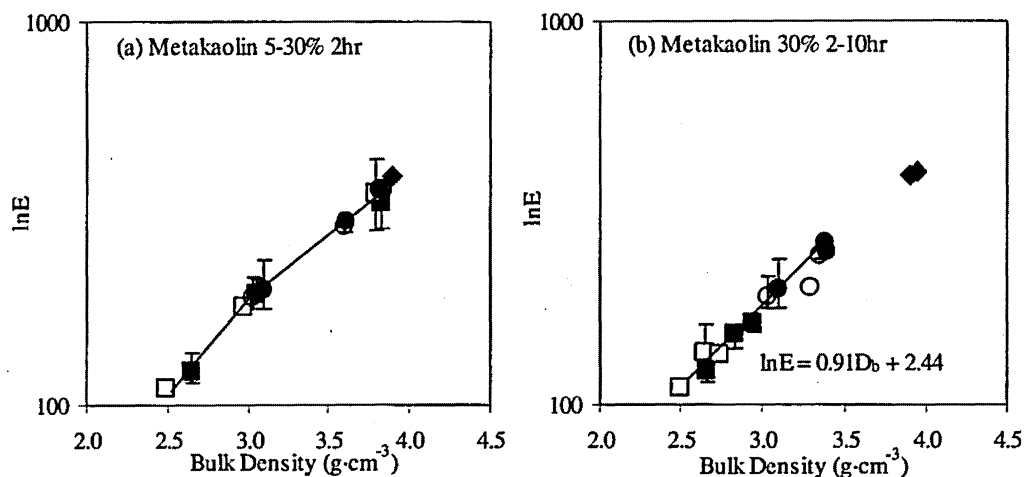 1000
(a) Metakaolin 5-30% 2hr
lnE
100
2.0 2.5 3.0 3.5 4.0 4.5
Bulk Density (g·cm⁻³)
1000
(b) Metakaolin 30% 2-10hr
lnE
lnE = 0.91D_b + 2.44
100
2.0 2.5 3.0 3.5 4.0 4.5
Bulk Density (g·cm⁻³)